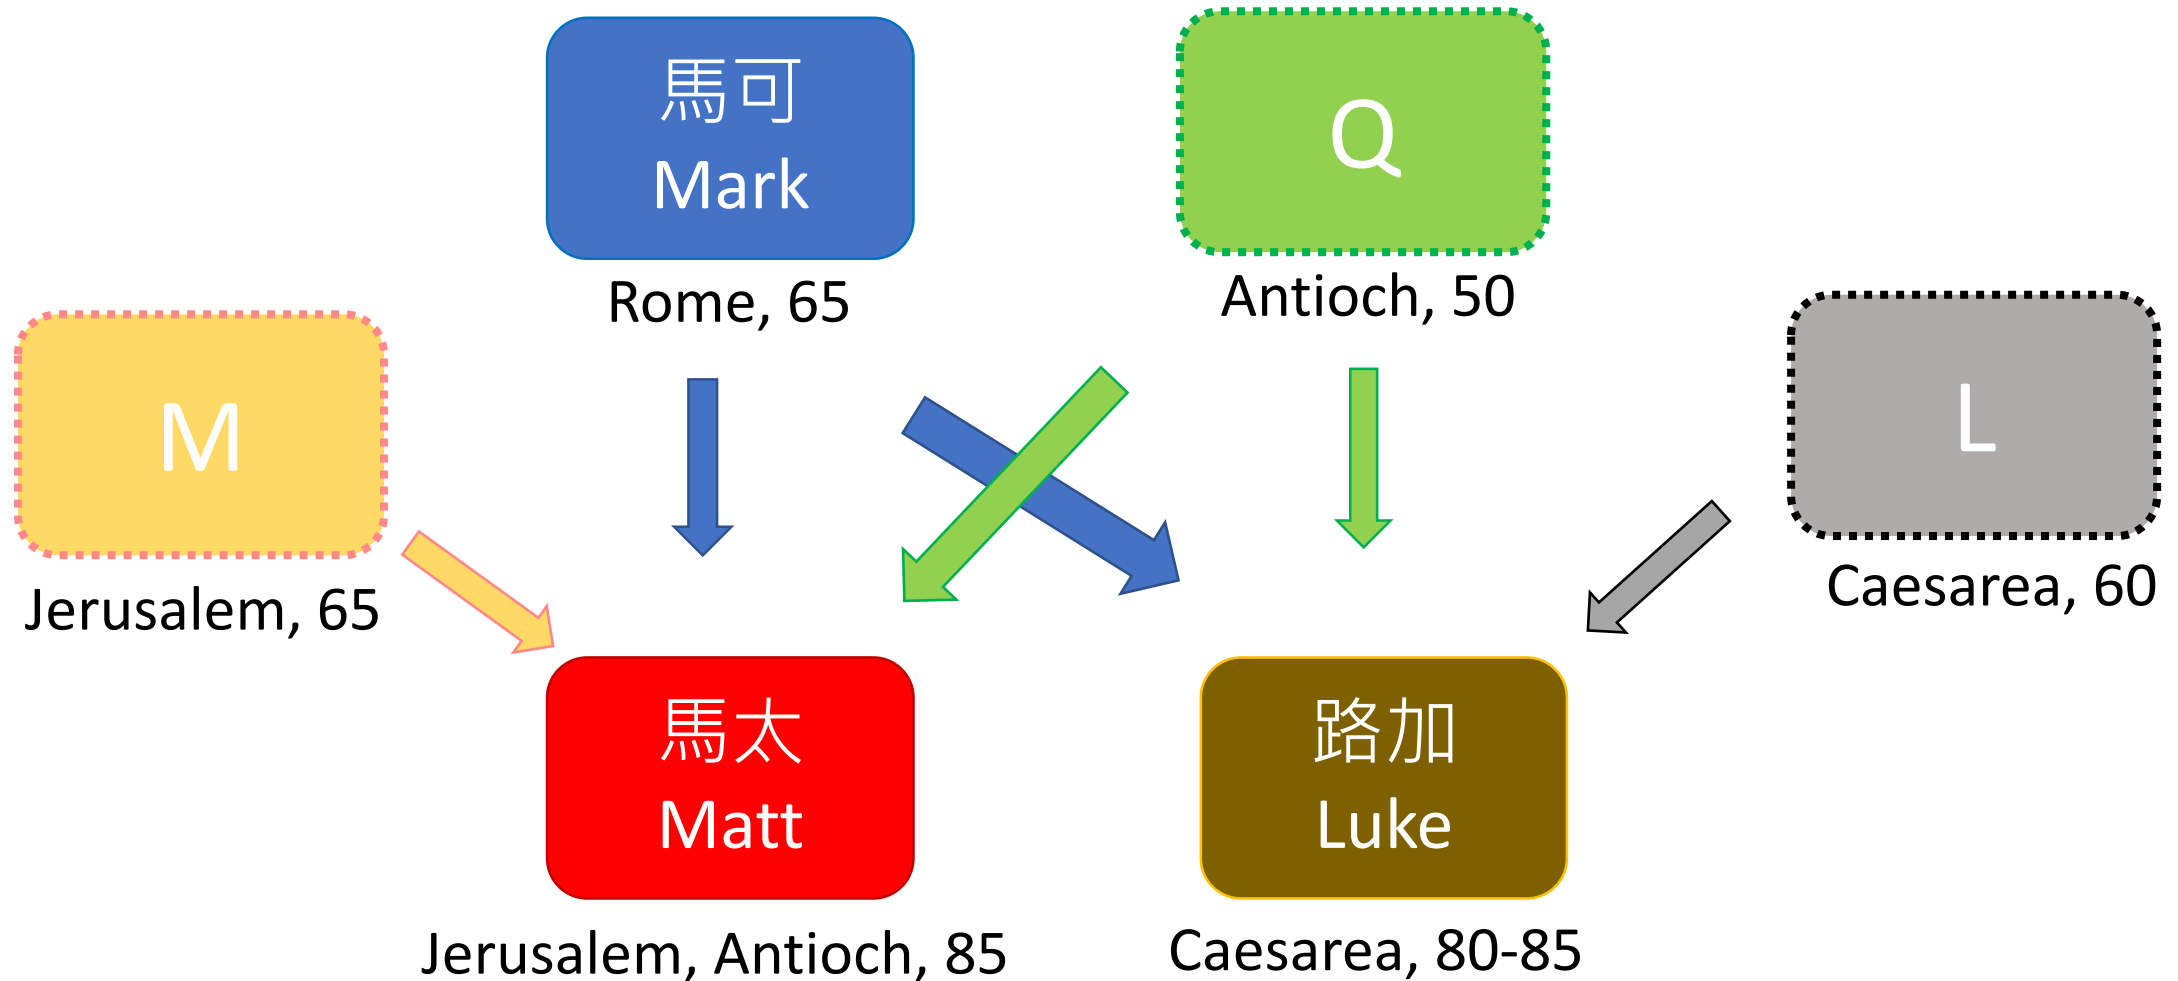 馬可
Mark
Q
Rome, 65
Antioch, 50
M
L
Jerusalem, 65
Caesarea, 60
馬太
Matt
路加
Luke
Jerusalem, Antioch, 85
Caesarea, 80-85